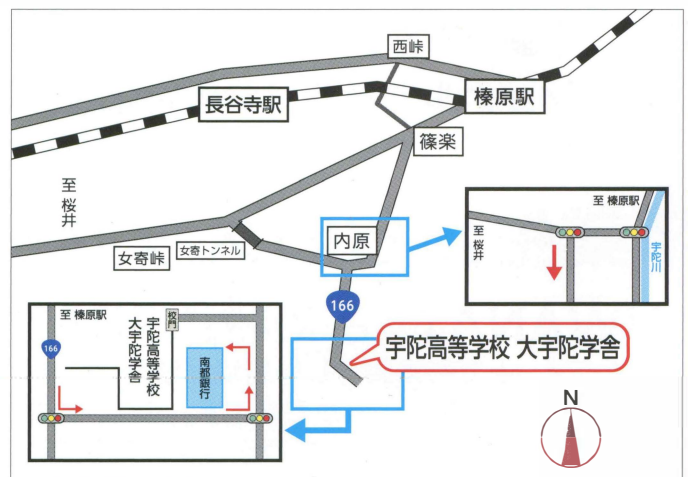 西峠
長谷寺駅
榛原駅
篠楽
至 桜井
至 榛原駅
至 桜井
宇陀川
内原
女寄トンネル
女寄峠
166
宇陀高等学校 大宇陀学舎
至 榛原駅
166
校門
宇陀高等学校
大宇陀学舎
南都銀行
N